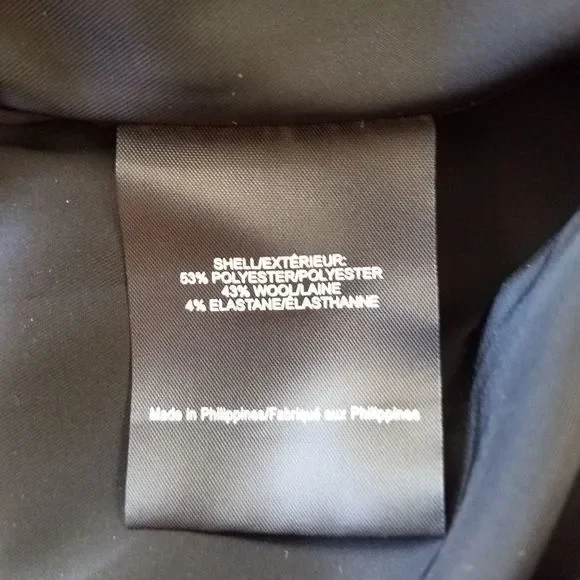 SHELL/EXTÉRIEUR:
53% POLYESTER/POLYESTER
43% WOOL/LAINE
4% ELASTANE/ÉLASTHANNE
Made in Philippines/Fabriqué aux Philippines